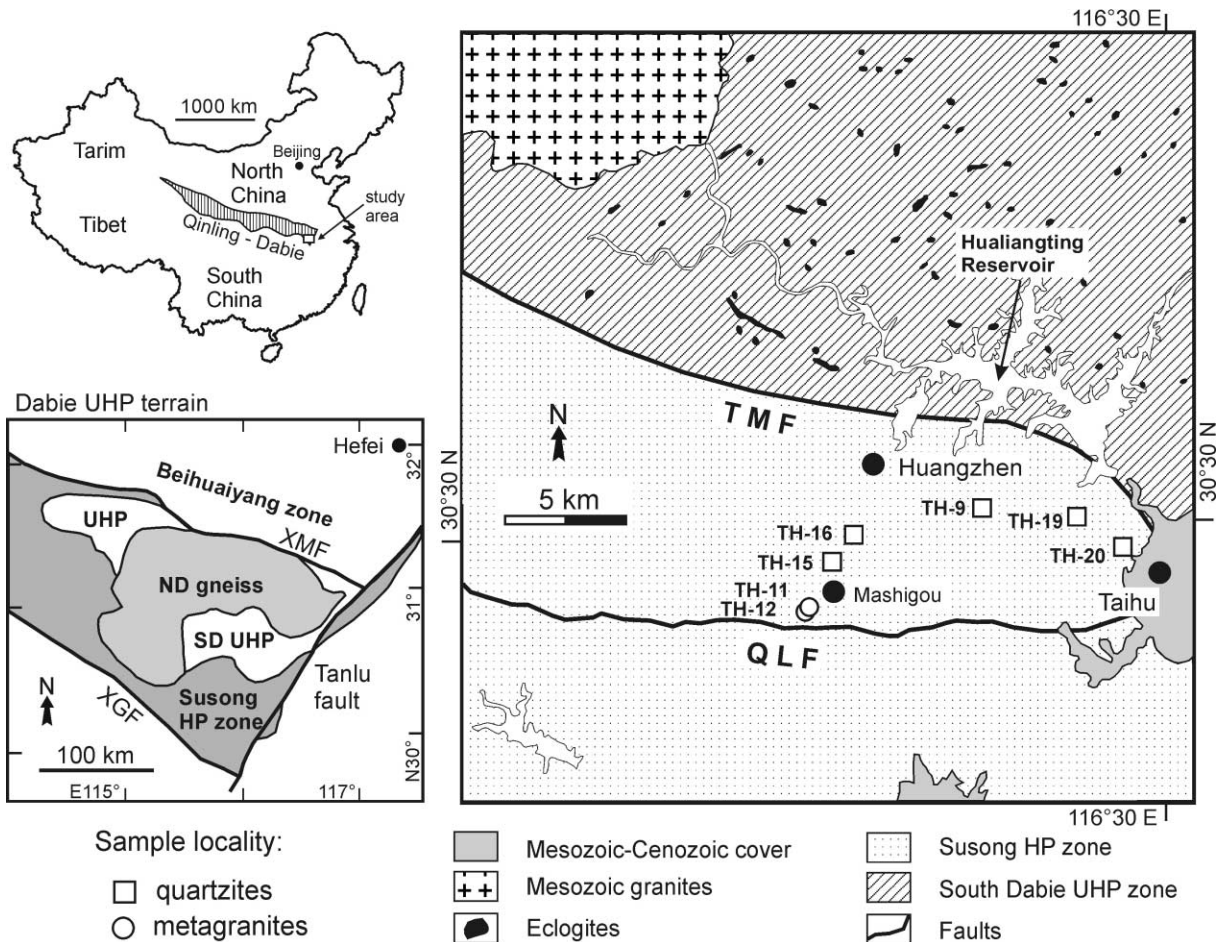 1000 km
Tarim
Beijing
North
China
study
area
Tibet
Qinling - Dabie
South
China
Dabie UHP terrain
Hefei
32°
Beihuaiyang zone
UHP
XMF
ND gneiss
31°
SD UHP
N
Tanlu
fault
Susong
HP zone
XGF
100 km
N30°
E115°
117°
116°30 E
Hualiangting
Reservoir
TMF
N
Huangzhen
30°30 N
30°30 N
5 km
TH-9
TH-19
TH-16
TH-20
TH-15
TH-11
Mashigou
TH-12
Taihu
QLF
116°30 E
Sample locality:
quartzites
metagranites
Mesozoic-Cenozoic cover
Mesozoic granites
Eclogites
Susong HP zone
South Dabie UHP zone
Faults